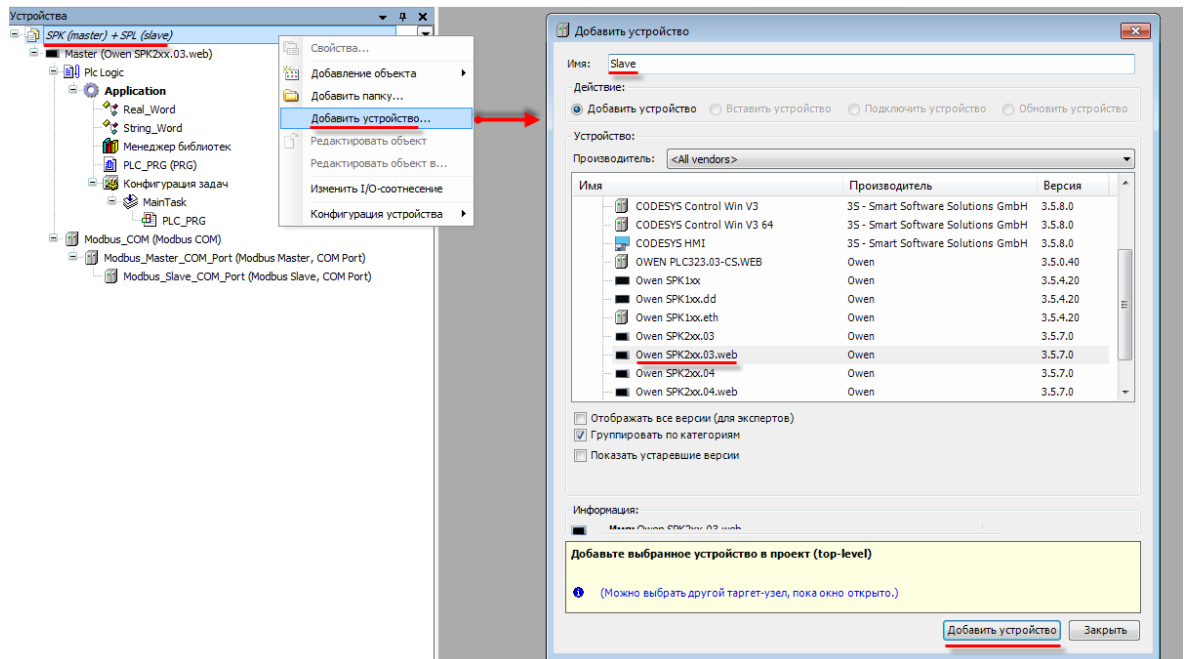 Устройства
SPK (master) + SPL (slave)
Master (Owen SPK2xx.03.web)
Plc Logic
Application
Real_Word
String_Word
Менеджер библиотек
PLC_PRG (PRG)
Конфигурация задач
MainTask
PLC_PRG
Modbus_COM (Modbus COM)
Modbus_Master_COM_Port (Modbus Master, COM Port)
Modbus_Slave_COM_Port (Modbus Slave, COM Port)
Свойства...
Добавление объекта
Добавить папку...
Добавить устройство...
Редактировать объект
Редактировать объект в...
Изменить I/O-соотнесение
Конфигурация устройства
Добавить устройство
Имя: Slave
Действие:
Добавить устройство Вставить устройство Подключить устройство Обновить устройство
Устройство:
Производитель: <All vendors>
Имя Производитель Версия
CODESYS Control Win V3 3S - Smart Software Solutions GmbH 3.5.8.0
CODESYS Control Win V3 64 3S - Smart Software Solutions GmbH 3.5.8.0
CODESYS HMI 3S - Smart Software Solutions GmbH 3.5.8.0
OWEN PLC323.03-CS.WEB Owen 3.5.0.40
Owen SPK1xx Owen 3.5.4.20
Owen SPK1xx.dd Owen 3.5.4.20
Owen SPK1xx.eth Owen 3.5.4.20
Owen SPK2xx.03 Owen 3.5.7.0
Owen SPK2xx.03.web Owen 3.5.7.0
Owen SPK2xx.04 Owen 3.5.7.0
Owen SPK2xx.04.web Owen 3.5.7.0
Отображать все версии (для экспертов)
Группировать по категориям
Показать устаревшие версии
Информация:
Имя: Owen SPK2xx.03.web
Добавьте выбранное устройство в проект (top-level)
(Можно выбрать другой таргет-узел, пока окно открыто.)
Добавить устройство Закрыть